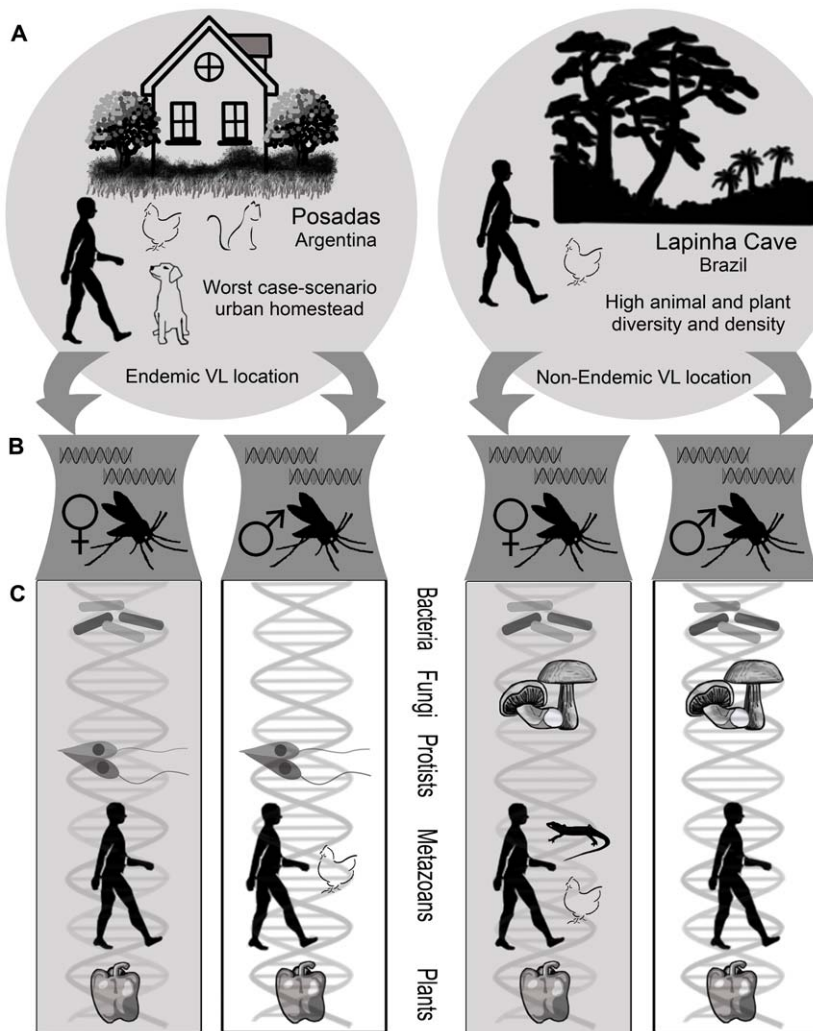 A
Posadas
Argentina
Worst case-scenario
urban homestead
Endemic VL location
Lapinha Cave
Brazil
High animal and plant
diversity and density
Non-Endemic VL location
B
C
Bacteria
Fungi
Protists
Metazoans
Plants